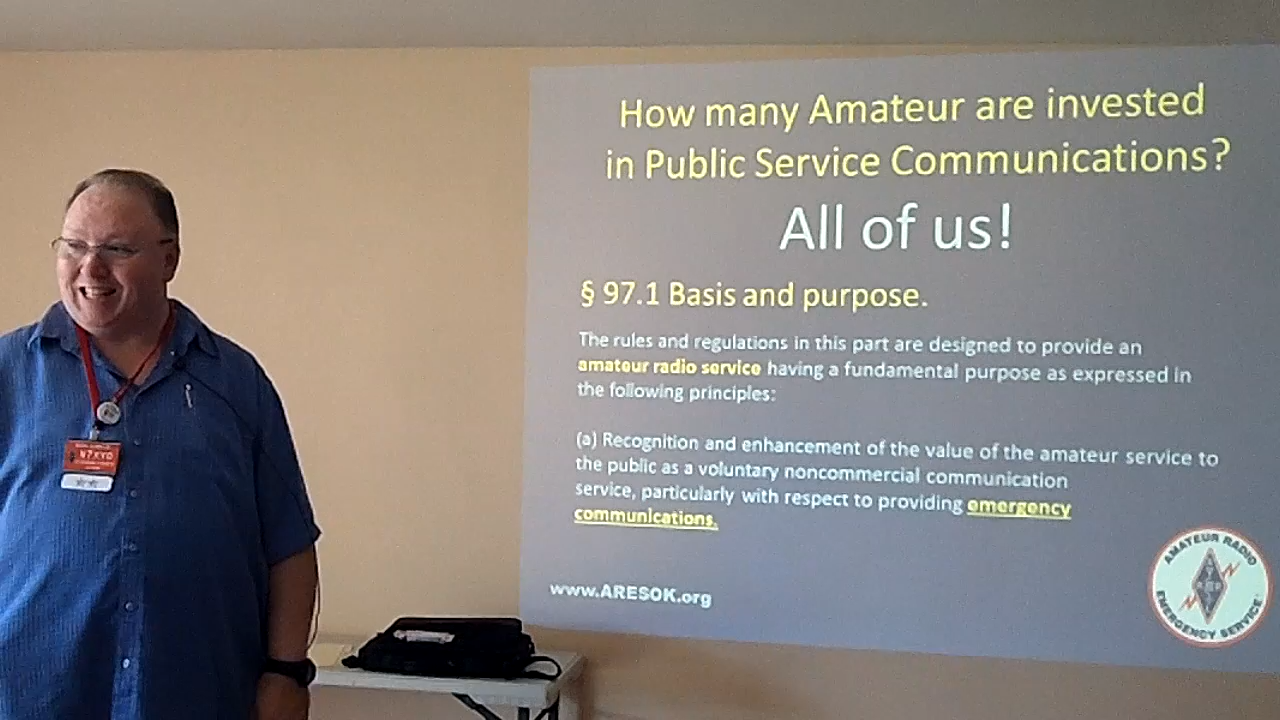 How many Amateur are invested
in Public Service Communications?
All of us!
§ 97.1 Basis and purpose.
The rules and regulations in this part are designed to provide an
amateur radio service having a fundamental purpose as expressed in
the following principles:
(a) Recognition and enhancement of the value of the amateur service to
the public as a voluntary noncommercial communication
service, particularly with respect to providing emergency
communications.
www.ARESOK.org
AMATEUR RADIO
EMERGENCY SERVICE